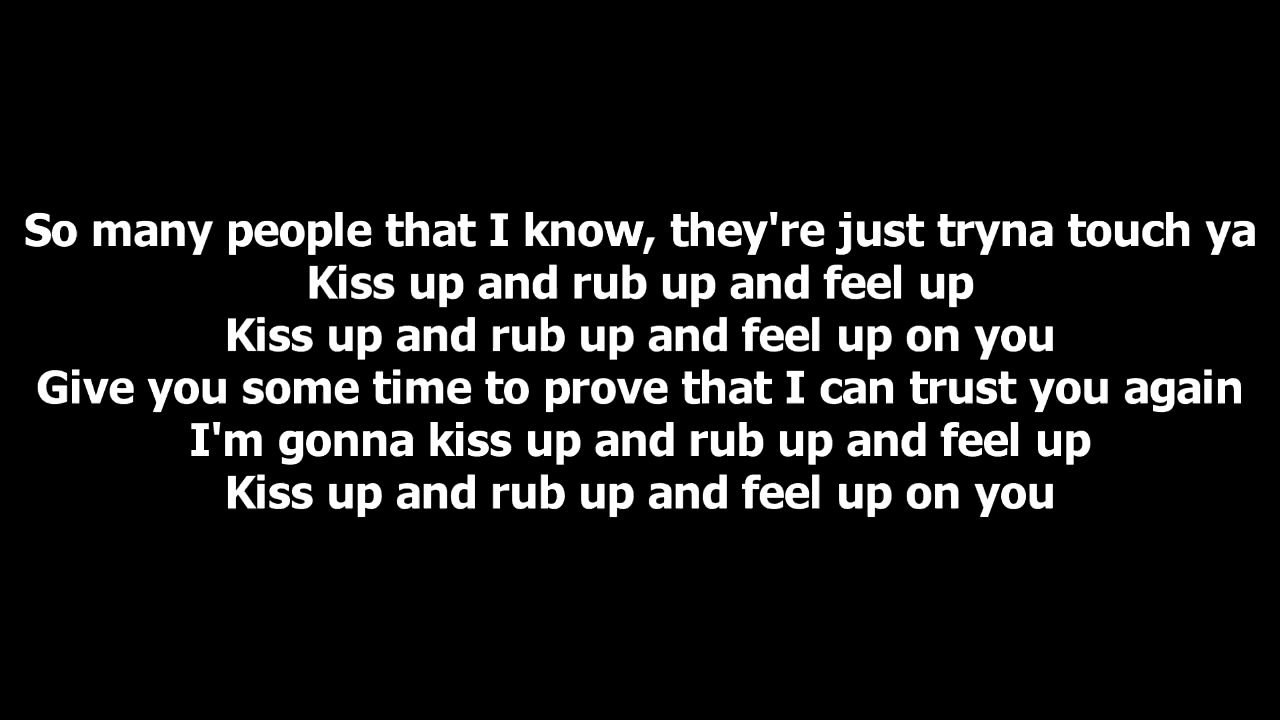 So many people that I know, they're just tryna touch ya
Kiss up and rub up and feel up
Kiss up and rub up and feel up on you
Give you some time to prove that I can trust you again
I'm gonna kiss up and rub up and feel up
Kiss up and rub up and feel up on you